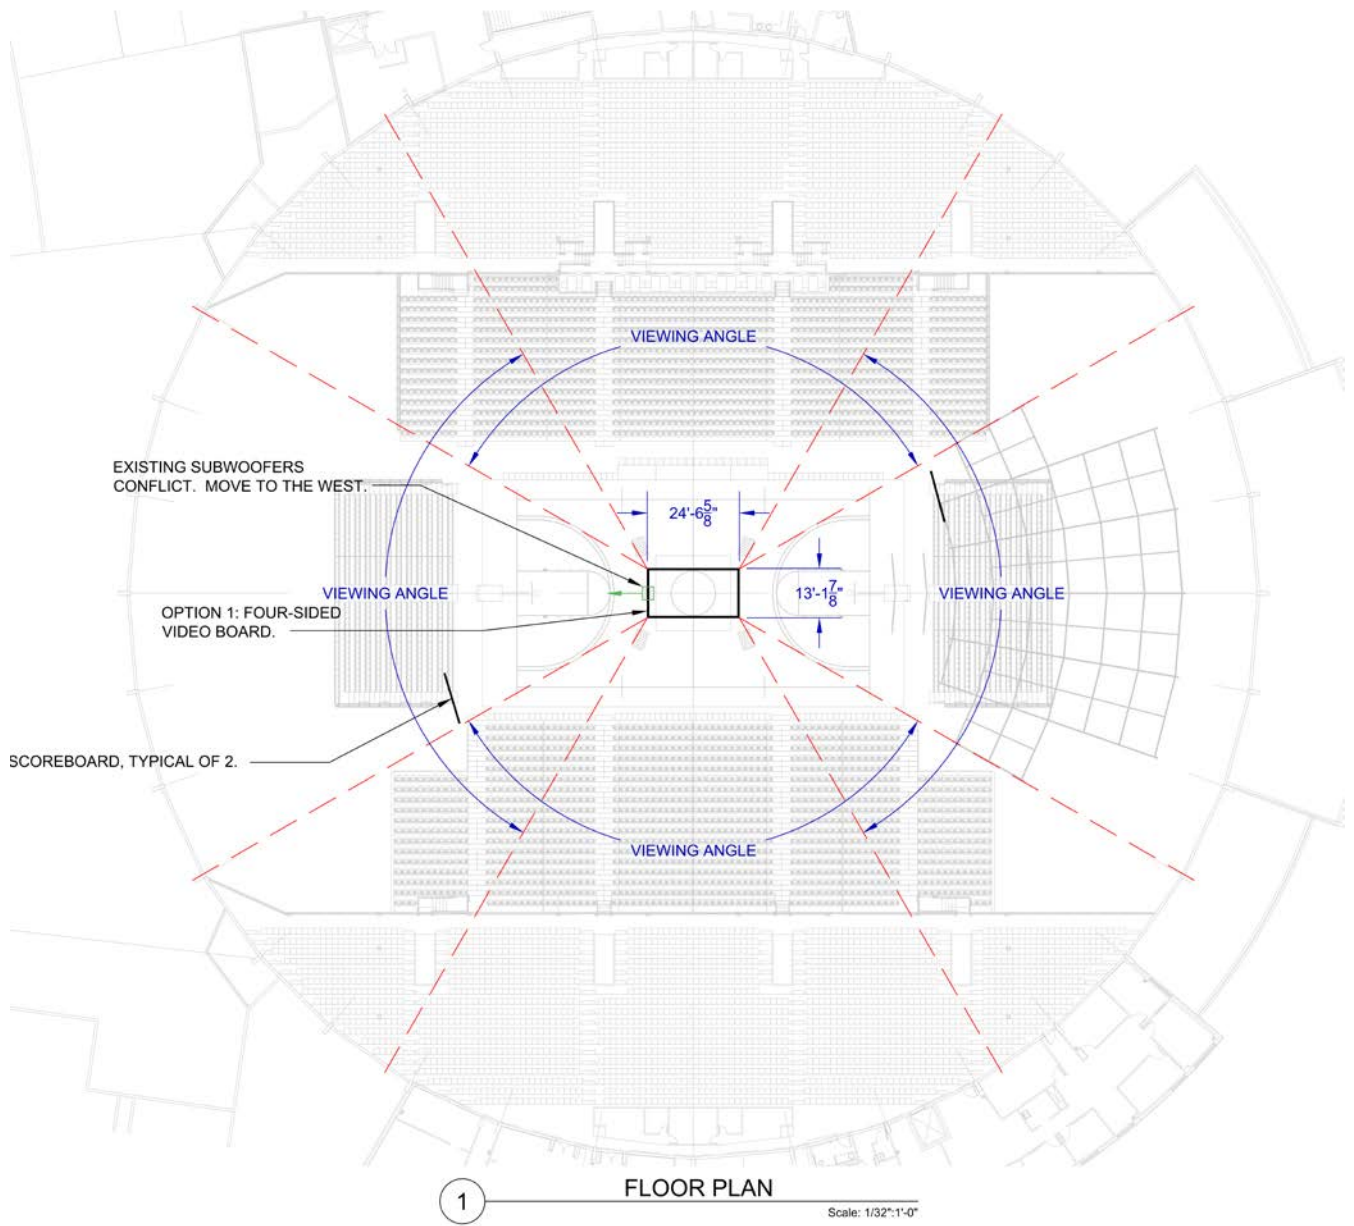 VIEWING ANGLE
EXISTING SUBWOOFERS
CONFLICT.  MOVE TO THE WEST.
24'-6 5/8"
VIEWING ANGLE
13'-1 7/8"
VIEWING ANGLE
OPTION 1: FOUR-SIDED
VIDEO BOARD.
SCOREBOARD, TYPICAL OF 2.
VIEWING ANGLE
1
FLOOR PLAN
Scale: 1/32":1'-0"